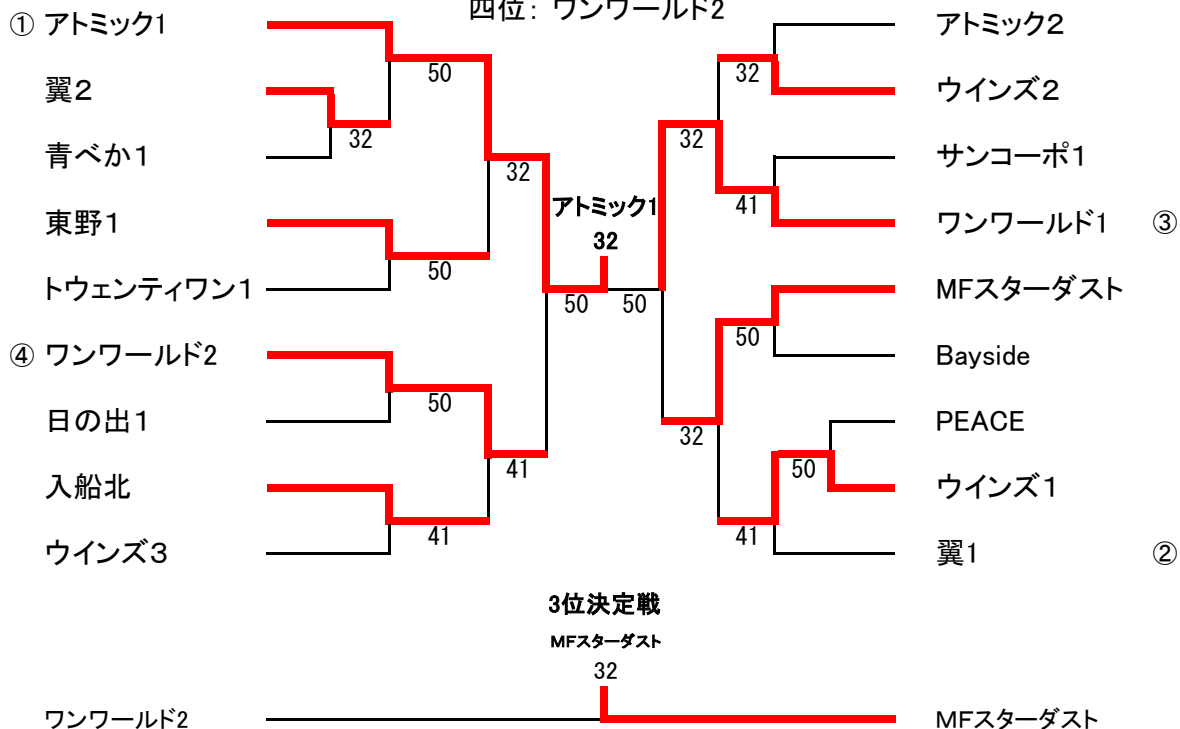 四位: ワンワールド2
① アトミック1
アトミック2
50
32
翼2
ウインズ2
32
32
青べか1
サンコーポ1
32
41
アトミック1
東野1
ワンワールド1 ③
32
50
トウェンティワン1
MFスターダスト
50 50
50
④ ワンワールド2
Bayside
50
日の出1
PEACE
32
41
50
入船北
ウインズ1
41
41
ウインズ3
翼1 ②
3位決定戦
MFスターダスト
32
ワンワールド2
MFスターダスト